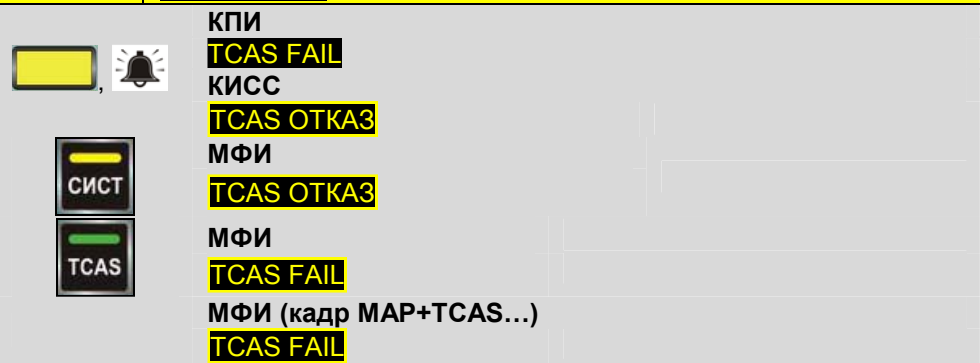 КПИ
TCAS FAIL
,
КИСС
TCAS ОТКАЗ
МФИ
СИСТ
TCAS ОТКАЗ
МФИ
TCAS
TCAS FAIL
МФИ (кадр MAP+TCAS…)
TCAS FAIL